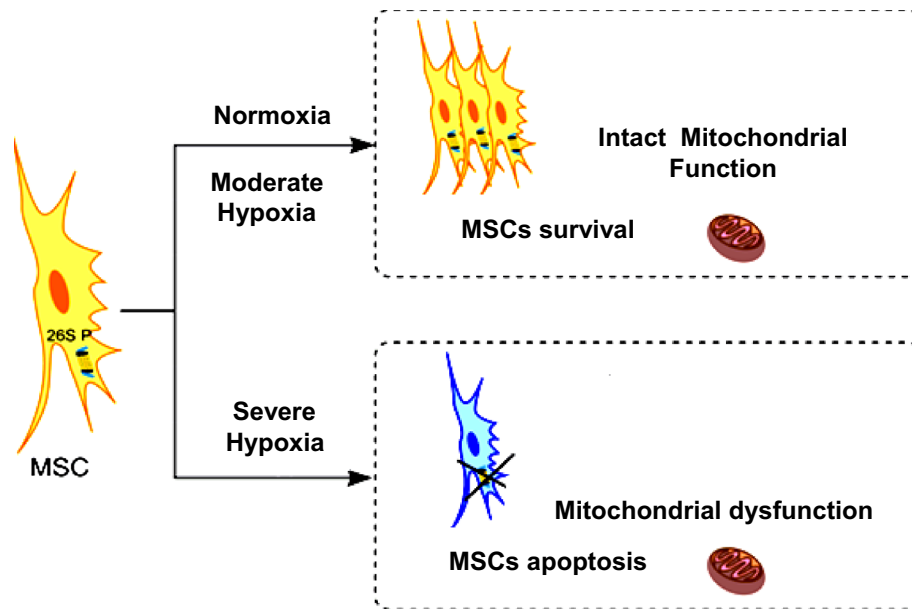 Normoxia
Moderate
Hypoxia
Intact Mitochondrial
Function
MSCs survival
26S P
MSC
Severe
Hypoxia
Mitochondrial dysfunction
MSCs apoptosis